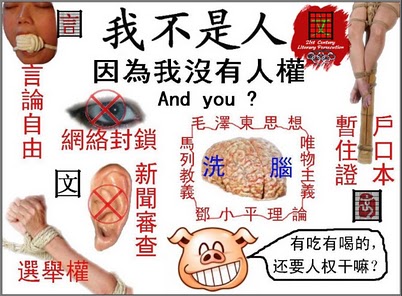 我不是人
因為我沒有人權
And you ?
21st Century
Literary Persecution
言論自由
網絡封鎖
新聞審查
文
選舉權
毛澤東思想
馬列教義
唯物主義
洗腦
鄧小平理論
暫住證
戶口本
有吃有喝的,
还要人权干嘛?